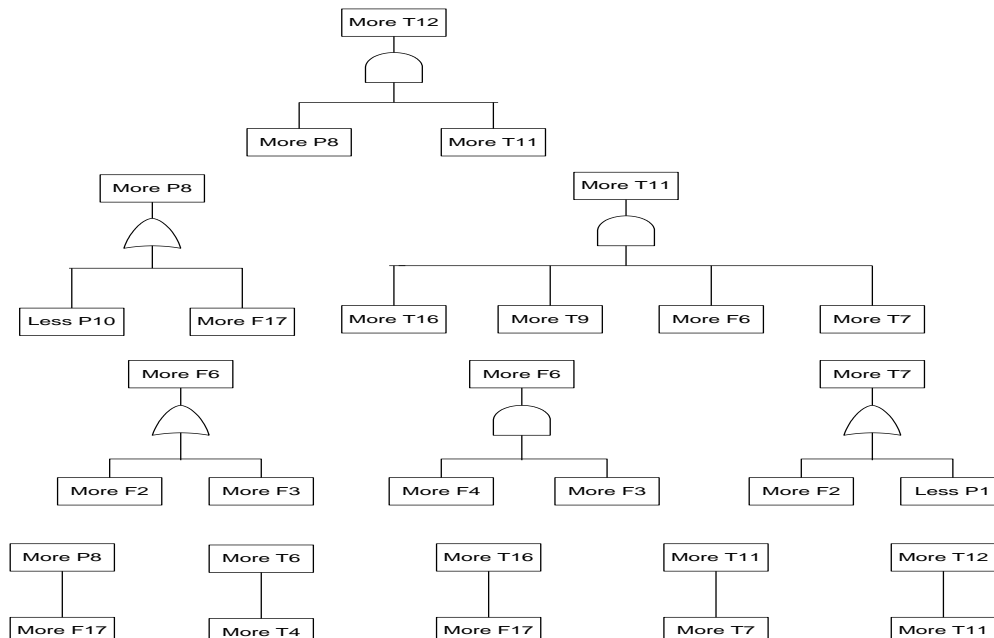 More T12
More P8
More T11
More P8
More T11
Less P10
More F17
More T16
More T9
More F6
More T7
More F6
More F6
More T7
More F2
More F3
More F4
More F3
More F2
Less P1
More P8
More T6
More T16
More T11
More T12
More F17
More T4
More F17
More T7
More T11